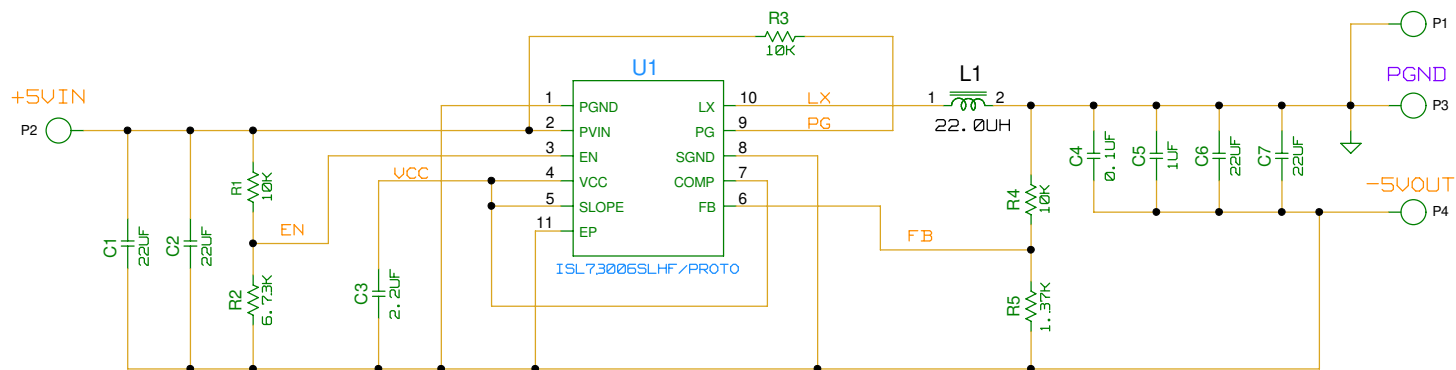 R3
10K
P1
U1
L1
PGND
+5VIN
1 PGND LX 10 LX 1 2
P2
2 PVIN PG 9 PG 22.0UH
P3
3 EN SGND 8
4 VCC COMP 7
VCC
5 SLOPE FB 6
11 EP
ISL73006SLHF/PROTO
R1
10K
EN
R2
6.73K
C1
22UF
C2
22UF
C3
2.2UF
FB
R4
10K
R5
1.37K
C4
0.1UF
C5
1UF
C6
22UF
C7
22UF
-5VOUT
P4